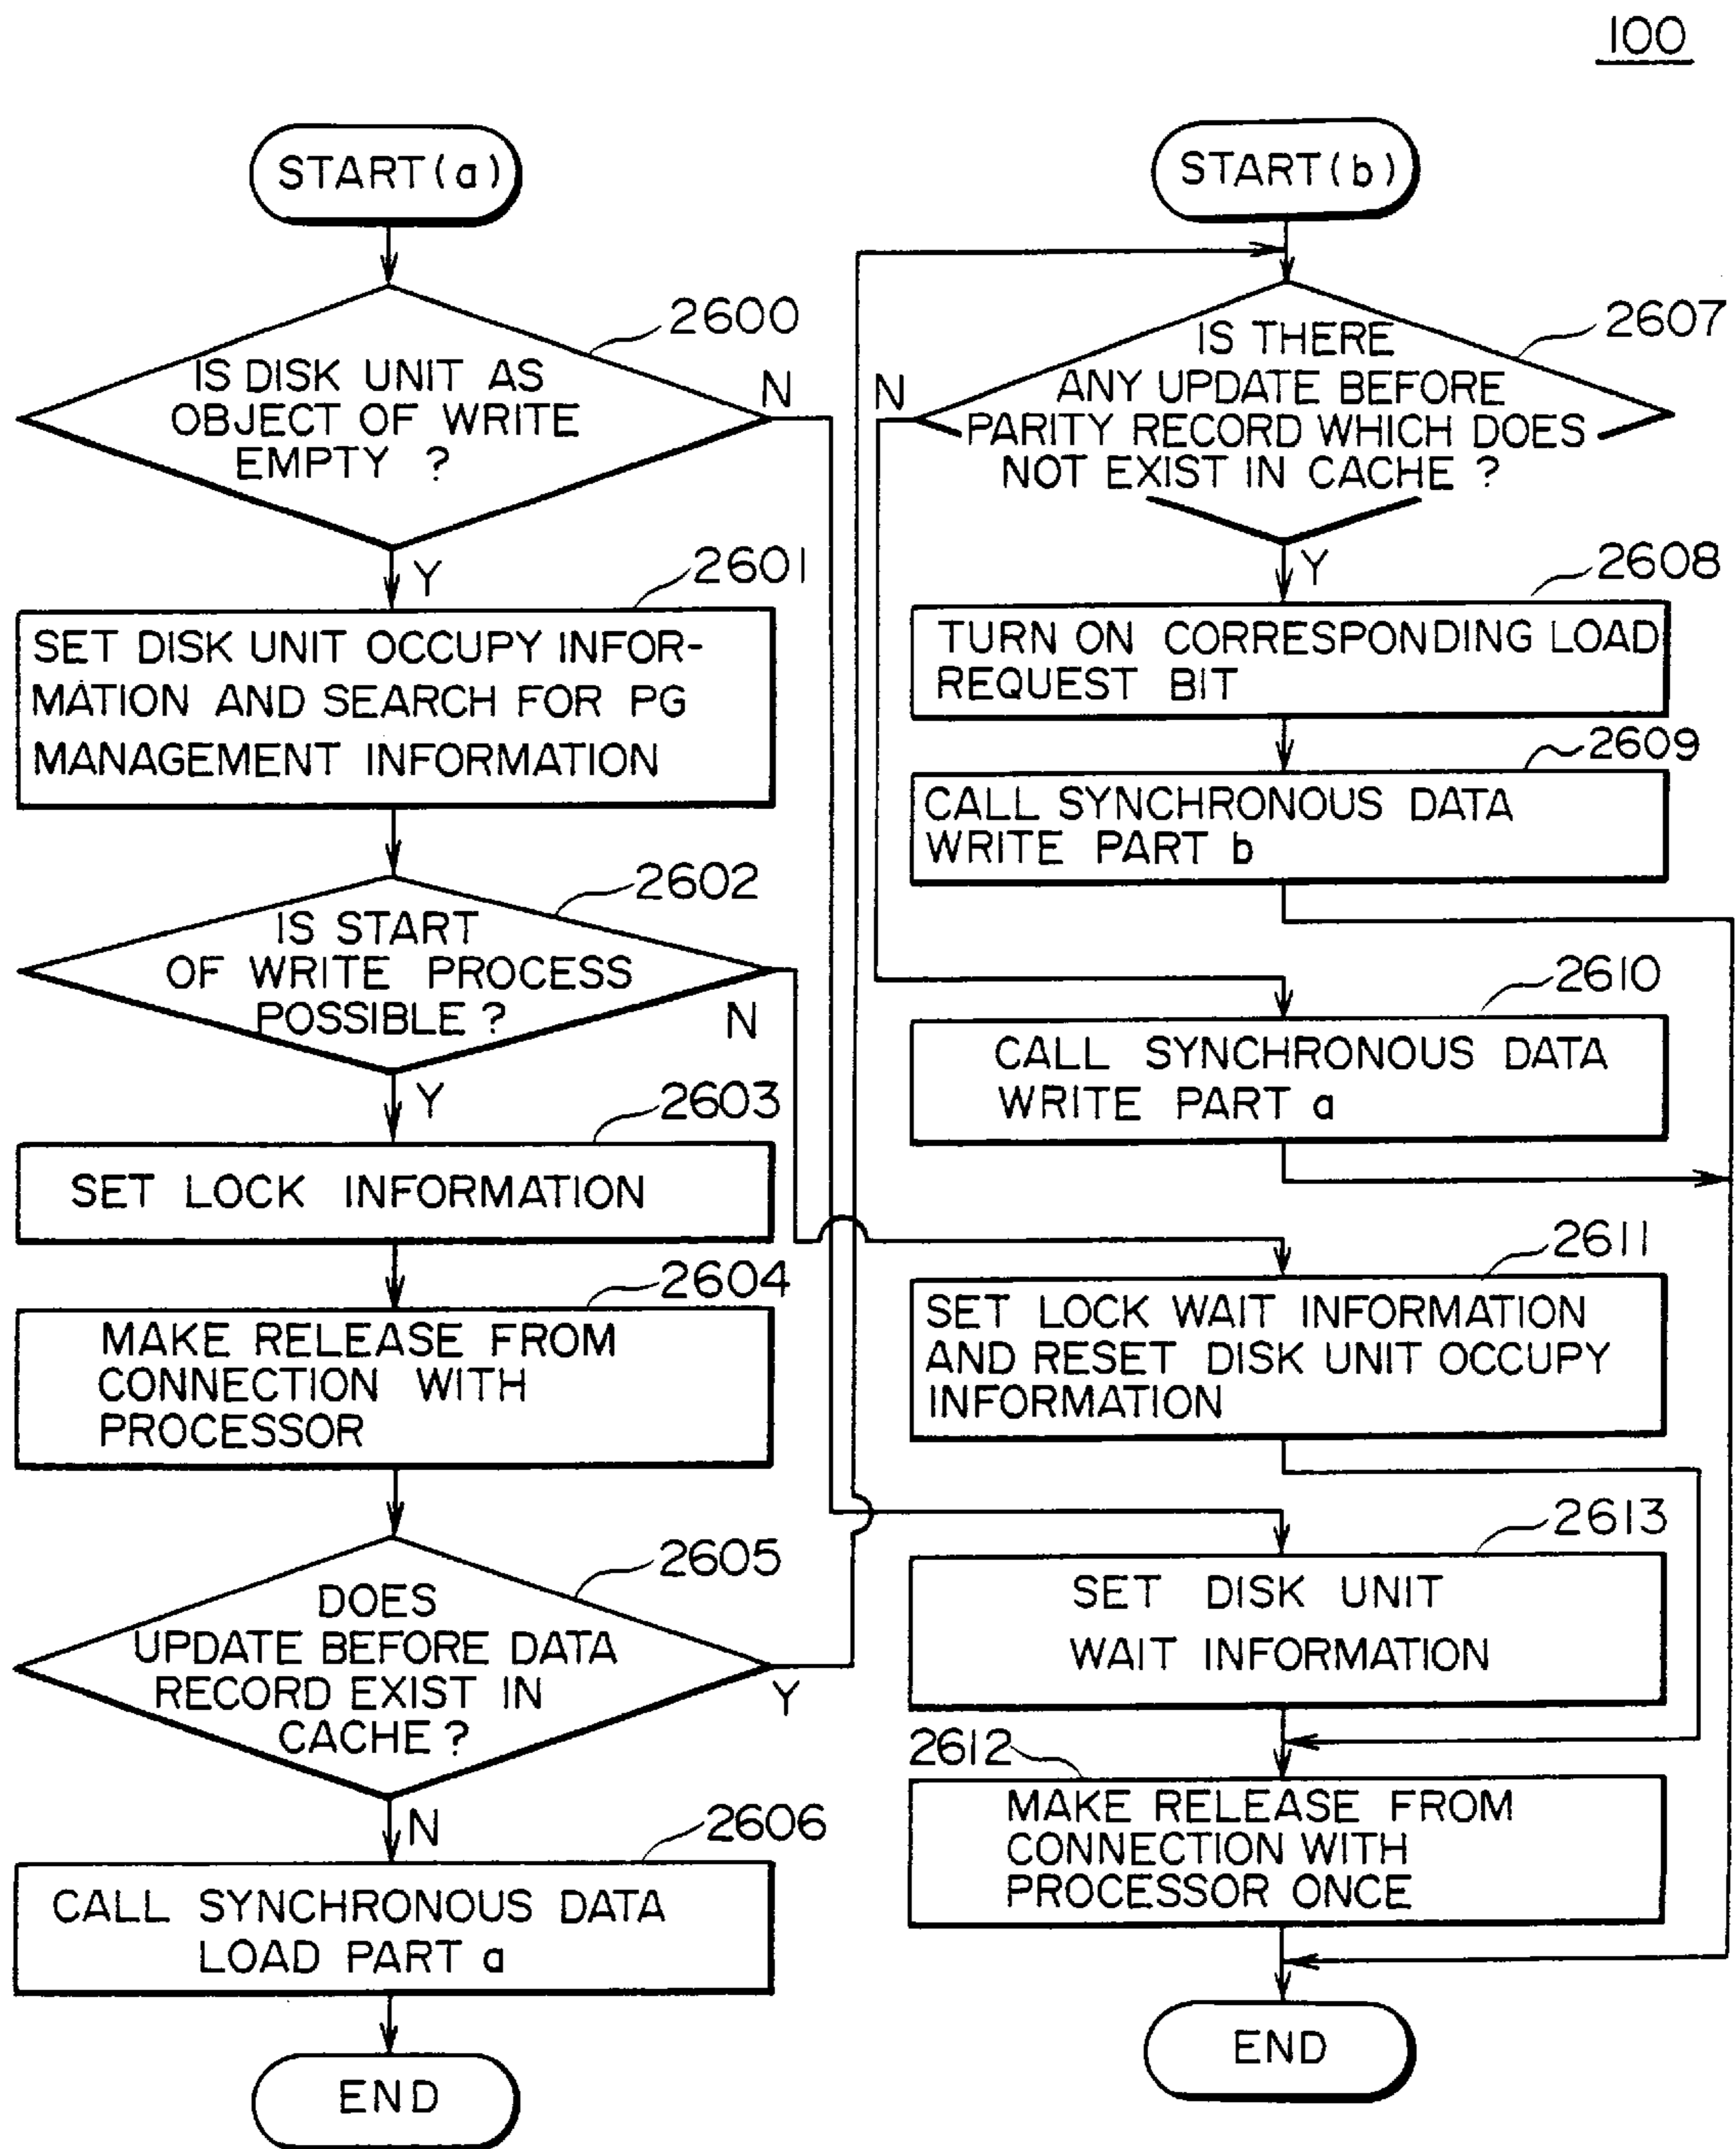 100
START(a)
2600
IS DISK UNIT AS
OBJECT OF WRITE
EMPTY ?
N
Y
2601
SET DISK UNIT OCCUPY INFOR-
MATION AND SEARCH FOR PG
MANAGEMENT INFORMATION
2602
IS START
OF WRITE PROCESS
POSSIBLE ?
N
Y
2603
SET LOCK INFORMATION
2604
MAKE RELEASE FROM
CONNECTION WITH
PROCESSOR
2605
DOES
UPDATE BEFORE DATA
RECORD EXIST IN
CACHE ?
Y
N
2606
CALL SYNCHRONOUS DATA
LOAD PART a
END
START(b)
2607
IS THERE
ANY UPDATE BEFORE
PARITY RECORD WHICH DOES
NOT EXIST IN CACHE ?
N
Y
2608
TURN ON CORRESPONDING LOAD
REQUEST BIT
2609
CALL SYNCHRONOUS DATA
WRITE PART b
2610
CALL SYNCHRONOUS DATA
WRITE PART a
2611
SET LOCK WAIT INFORMATION
AND RESET DISK UNIT OCCUPY
INFORMATION
2613
SET DISK UNIT
WAIT INFORMATION
2612
MAKE RELEASE FROM
CONNECTION WITH
PROCESSOR ONCE
END